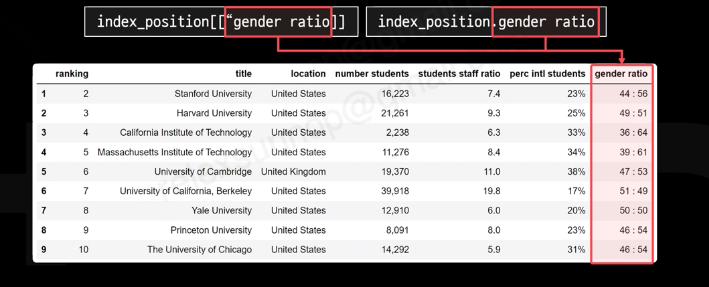 index_position[[“gender ratio]] index_position.gender ratio
ranking title location number students students staff ratio perc intl students gender ratio
1 2 Stanford University United States 16,223 7.4 23% 44 : 56
2 3 Harvard University United States 21,261 9.3 25% 49 : 51
3 4 California Institute of Technology United States 2,238 6.3 33% 36 : 64
4 5 Massachusetts Institute of Technology United States 11,276 8.4 34% 39 : 61
5 6 University of Cambridge United Kingdom 19,370 11.0 38% 47 : 53
6 7 University of California, Berkeley United States 39,918 19.8 17% 51 : 49
7 8 Yale University United States 12,910 6.0 20% 50 : 50
8 9 Princeton University United States 8,091 8.0 23% 46 : 54
9 10 The University of Chicago United States 14,292 5.9 31% 46 : 54